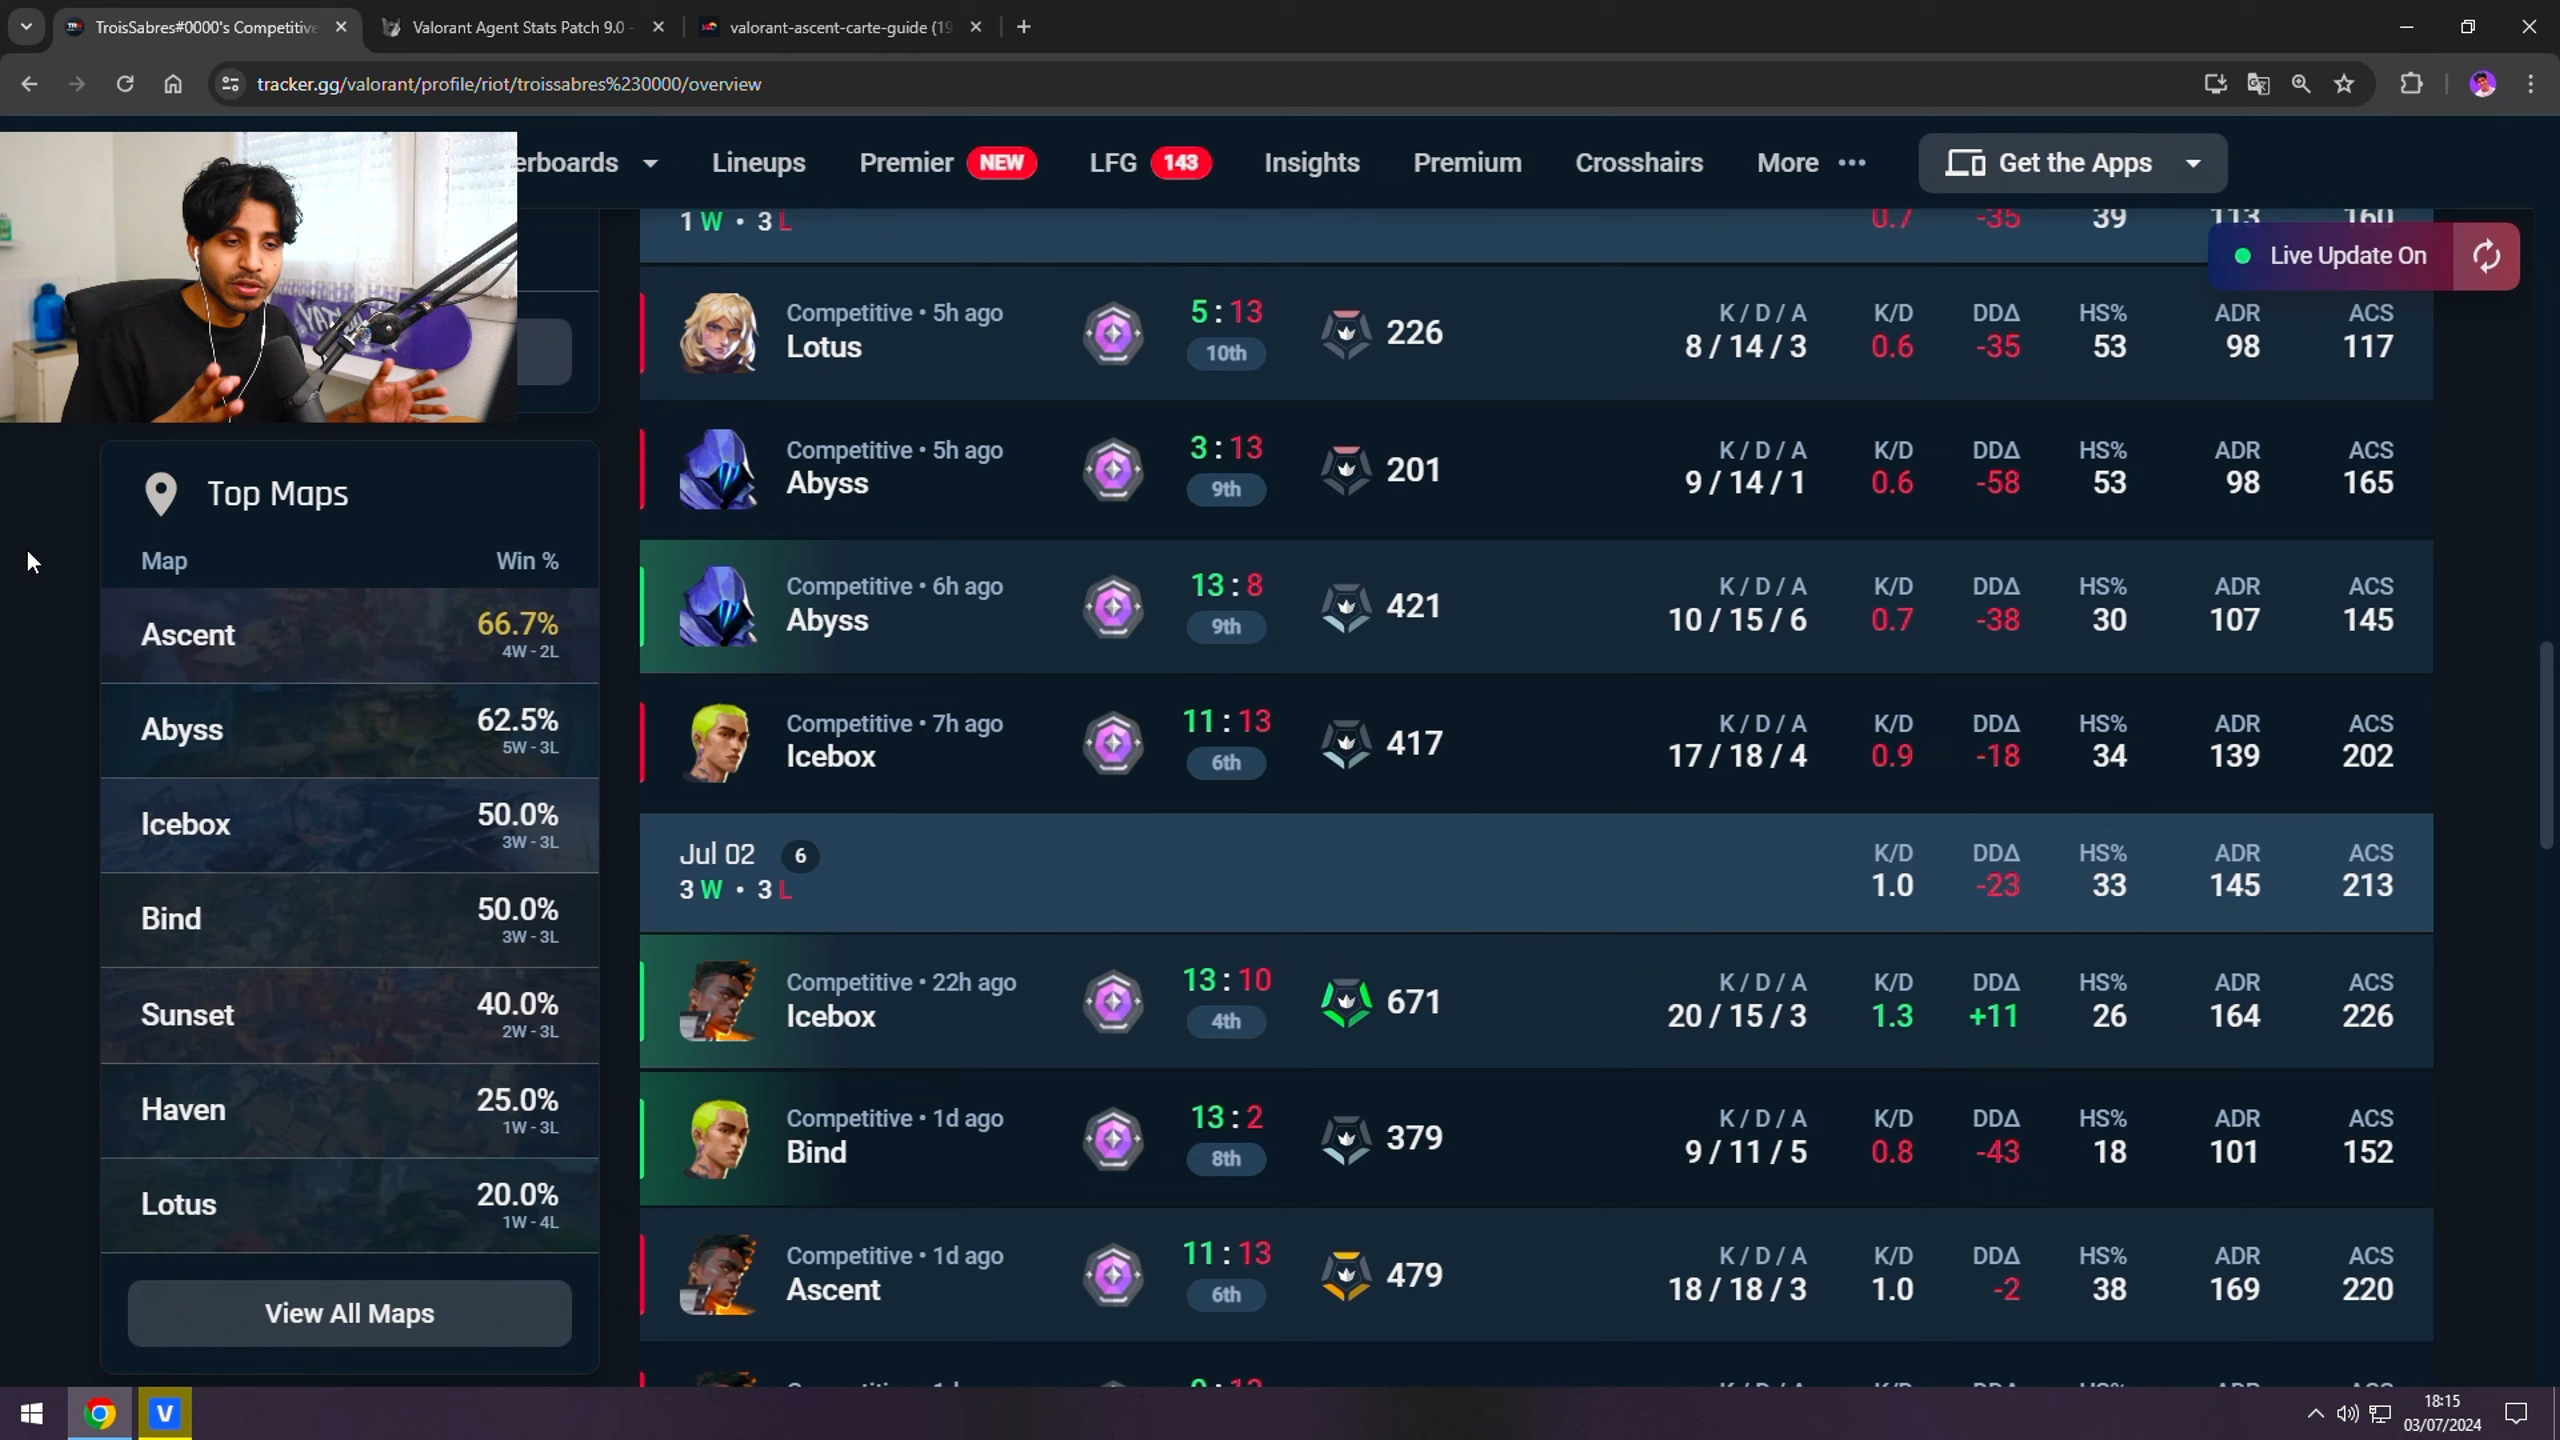 TroisSabres#0000's Competitive
Valorant Agent Stats Patch 9.0 -
valorant-ascent-carte-guide (19
tracker.gg/valorant/profile/riot/troissabres%230000/overview
erboards
Lineups
Premier NEW
LFG 143
Insights
Premium
Crosshairs
More
Get the Apps
1 W • 3 L
0.7 -35 39 113 160
Live Update On
Competitive • 5h ago
Lotus
5 : 13
10th
226
K / D / A K/D DDΔ HS% ADR ACS
8 / 14 / 3 0.6 -35 53 98 117
Competitive • 5h ago
Abyss
3 : 13
9th
201
K / D / A K/D DDΔ HS% ADR ACS
9 / 14 / 1 0.6 -58 53 98 165
Competitive • 6h ago
Abyss
13 : 8
9th
421
K / D / A K/D DDΔ HS% ADR ACS
10 / 15 / 6 0.7 -38 30 107 145
Competitive • 7h ago
Icebox
11 : 13
6th
417
K / D / A K/D DDΔ HS% ADR ACS
17 / 18 / 4 0.9 -18 34 139 202
Jul 02 6
3 W • 3 L
K/D DDΔ HS% ADR ACS
1.0 -23 33 145 213
Competitive • 22h ago
Icebox
13 : 10
4th
671
K / D / A K/D DDΔ HS% ADR ACS
20 / 15 / 3 1.3 +11 26 164 226
Competitive • 1d ago
Bind
13 : 2
8th
379
K / D / A K/D DDΔ HS% ADR ACS
9 / 11 / 5 0.8 -43 18 101 152
Competitive • 1d ago
Ascent
11 : 13
6th
479
K / D / A K/D DDΔ HS% ADR ACS
18 / 18 / 3 1.0 -2 38 169 220
Top Maps
Map Win %
Ascent 66.7%
4W - 2L
Abyss 62.5%
5W - 3L
Icebox 50.0%
3W - 3L
Bind 50.0%
3W - 3L
Sunset 40.0%
2W - 3L
Haven 25.0%
1W - 3L
Lotus 20.0%
1W - 4L
View All Maps
V
18:15
03/07/2024